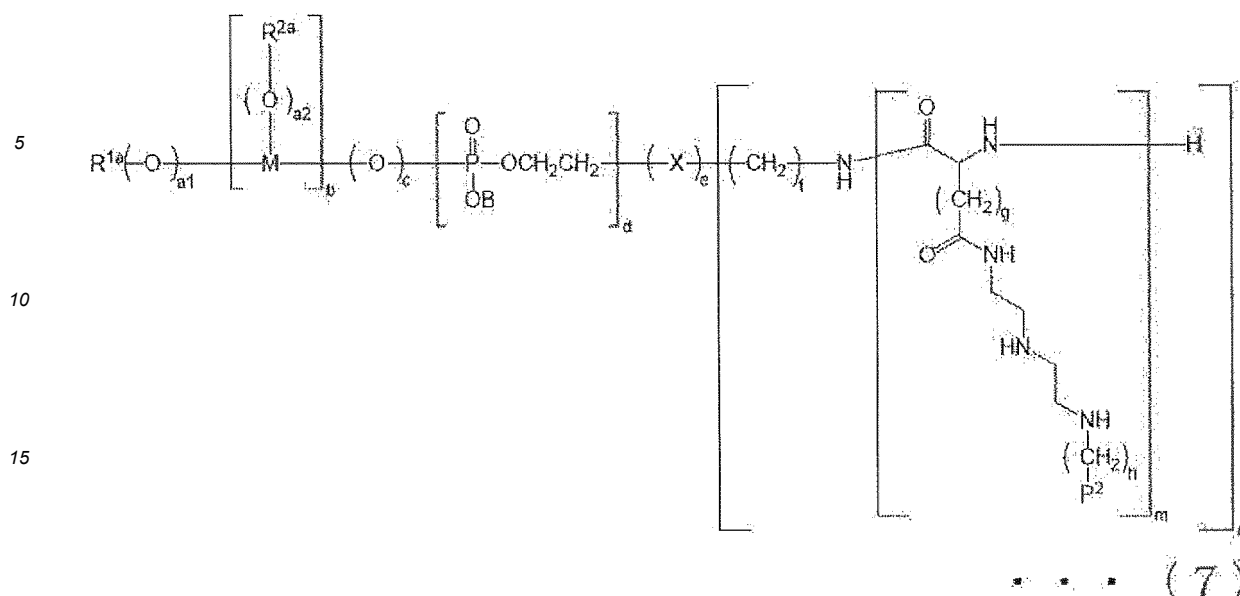 R2a
(O)a2
5
R1a(O)a1
M
b
(O)c
O
P
OB
OCH2CH2
d
(X)e
(CH2)f
N
H
O
H
N
H
(CH2)g
O
NH
10
HN
NH
15
(CH2)h
P2
m
· · · (7)